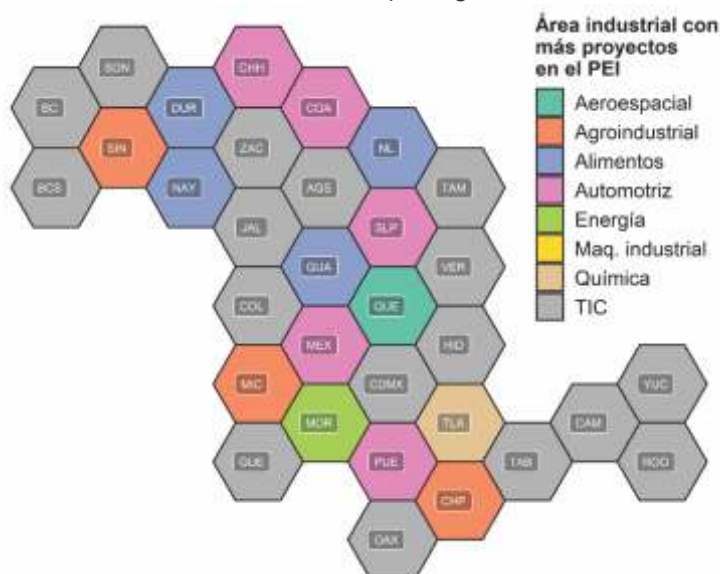 Área industrial con
más proyectos
en el PEI
Aeroespacial
Agroindustrial
Alimentos
Automotriz
Energía
Maq. industrial
Química
TIC
SON
CHH
BC
DUR
COA
SIN
ZAC
NL
BCS
NAY
AGS
TAM
JAL
SLP
GUA
VER
COL
QUE
MEX
HID
MIC
CDMX
YUC
MOR
TLA
CAM
GUE
PUE
TAB
ROO
CHP
OAX